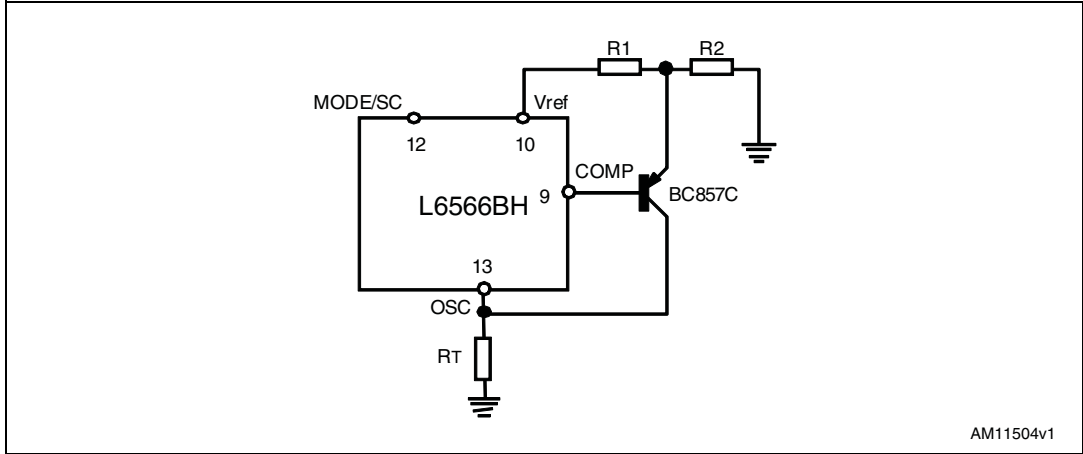 R1
R2
MODE/SC
Vref
12
10
COMP
9
BC857C
L6566BH
13
OSC
RT
AM11504v1